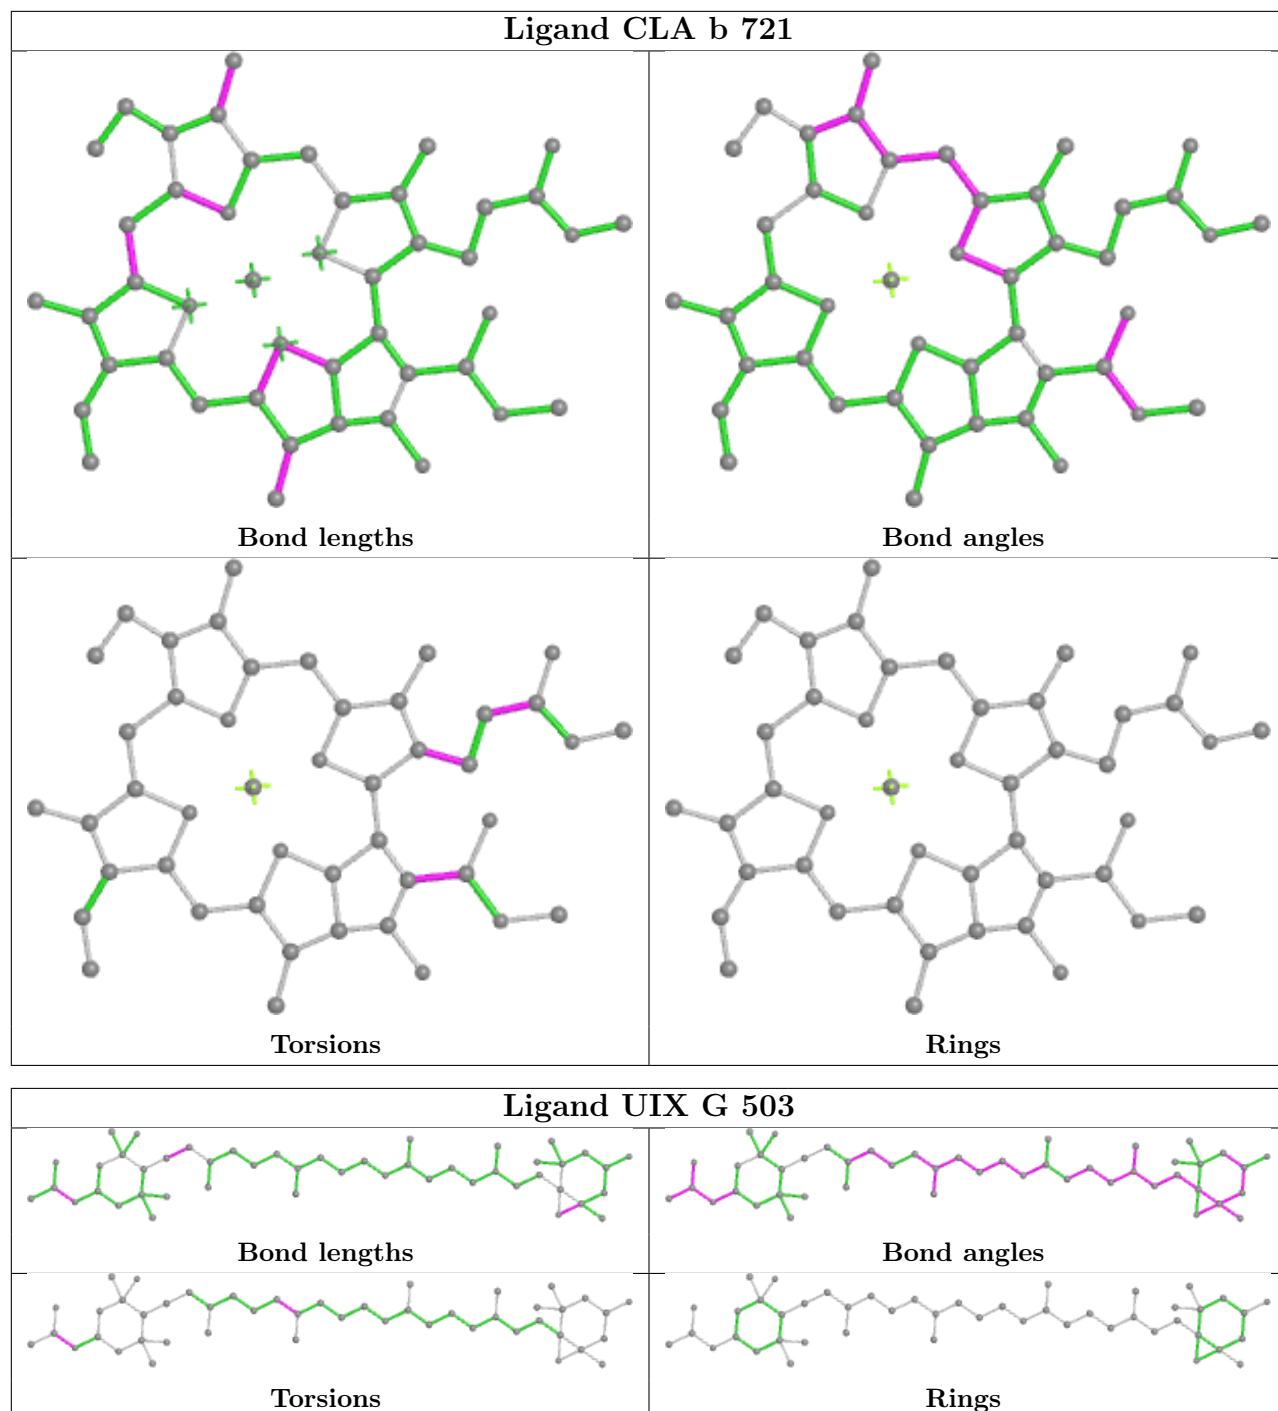 Ligand CLA b 721
Bond lengths
Bond angles
Torsions
Rings
Ligand UIX G 503
Bond lengths
Bond angles
Torsions
Rings